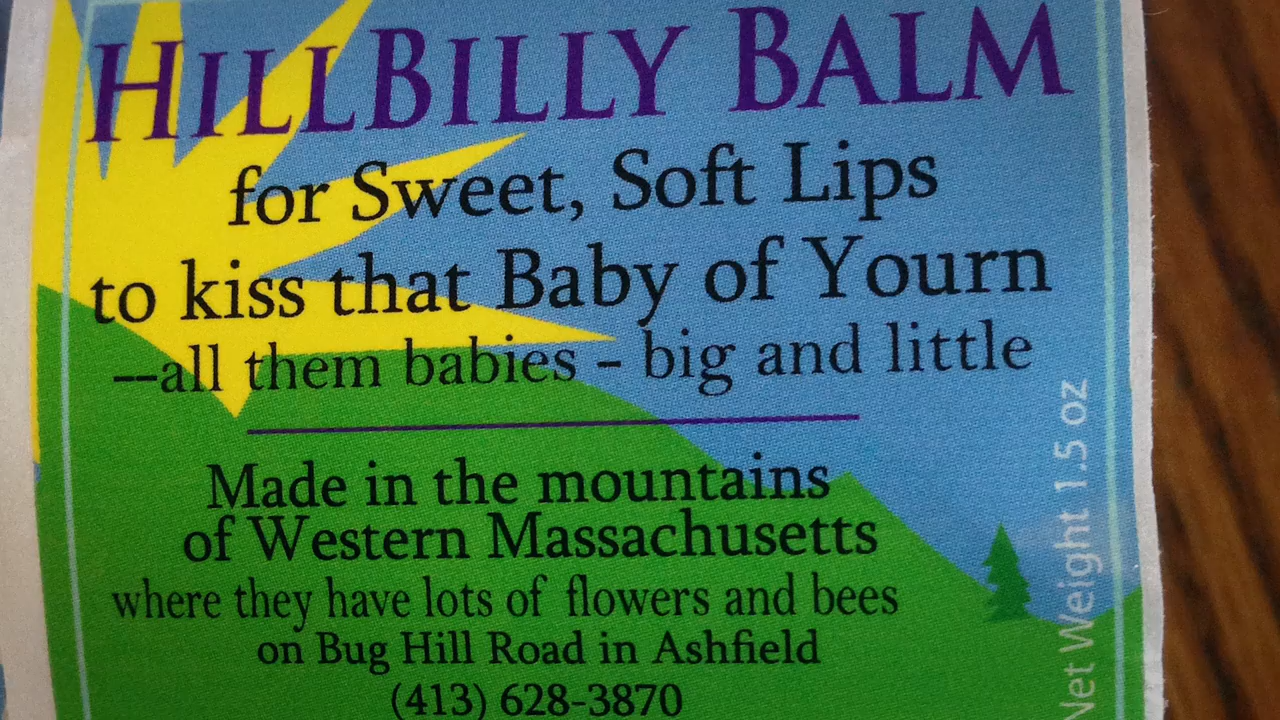 HILLBILLY BALM
for Sweet, Soft Lips
to kiss that Baby of Yourn
—all them babies – big and little
Made in the mountains
of Western Massachusetts
where they have lots of flowers and bees
on Bug Hill Road in Ashfield
(413) 628-3870
Net Weight 1.5 oz